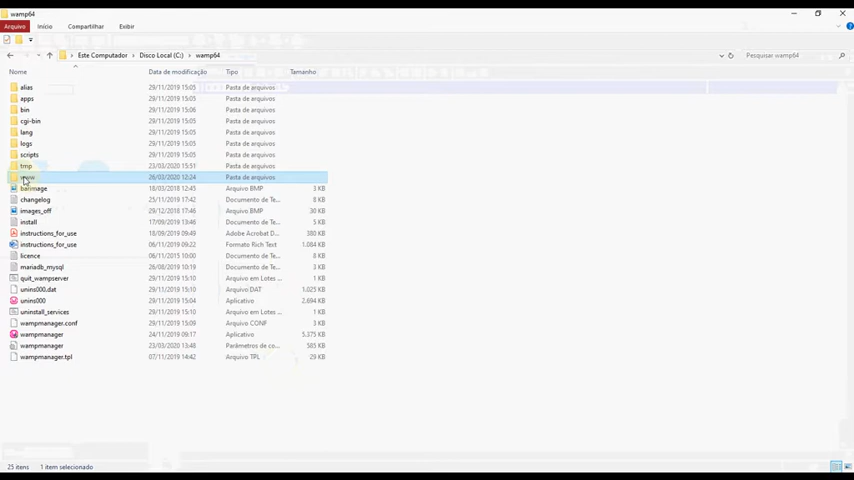 wamp64
Arquivo Início Compartilhar Exibir
Este Computador Disco Local (C:) wamp64 Pesquisar wamp64
Nome Data de modificação Tipo Tamanho
alias 29/11/2019 15:05 Pasta de arquivos
apps 29/11/2019 15:05 Pasta de arquivos
bin 29/11/2019 15:06 Pasta de arquivos
cgi-bin 29/11/2019 15:05 Pasta de arquivos
lang 29/11/2019 15:05 Pasta de arquivos
logs 29/11/2019 15:05 Pasta de arquivos
scripts 29/11/2019 15:05 Pasta de arquivos
tmp 23/03/2020 15:51 Pasta de arquivos
www 26/03/2020 12:24 Pasta de arquivos
barimage 18/03/2018 12:45 Arquivo BMP 3 KB
changelog 25/11/2019 17:42 Documento de Te... 8 KB
images_off 29/12/2018 17:46 Arquivo BMP 30 KB
install 17/09/2019 13:46 Documento de Te... 5 KB
instructions_for_use 18/09/2019 09:49 Adobe Acrobat D... 380 KB
instructions_for_use 06/11/2019 09:22 Formato Rich Text 1.084 KB
licence 06/11/2015 10:00 Documento de Te... 8 KB
mariadb_mysql 26/08/2019 10:19 Documento de Te... 3 KB
quit_wampserver 29/11/2019 15:10 Arquivo em Lotes ... 1 KB
unins000.dat 29/11/2019 15:10 Arquivo DAT 1.025 KB
unins000 29/11/2019 15:04 Aplicativo 2.694 KB
uninstall_services 29/11/2019 15:10 Arquivo em Lotes ... 1 KB
wampmanager.conf 29/11/2019 15:09 Arquivo CONF 3 KB
wampmanager 24/11/2019 09:17 Aplicativo 5.375 KB
wampmanager 23/03/2020 13:48 Parâmetros de co... 585 KB
wampmanager.tpl 07/11/2019 14:42 Arquivo TPL 29 KB
25 itens 1 item selecionado